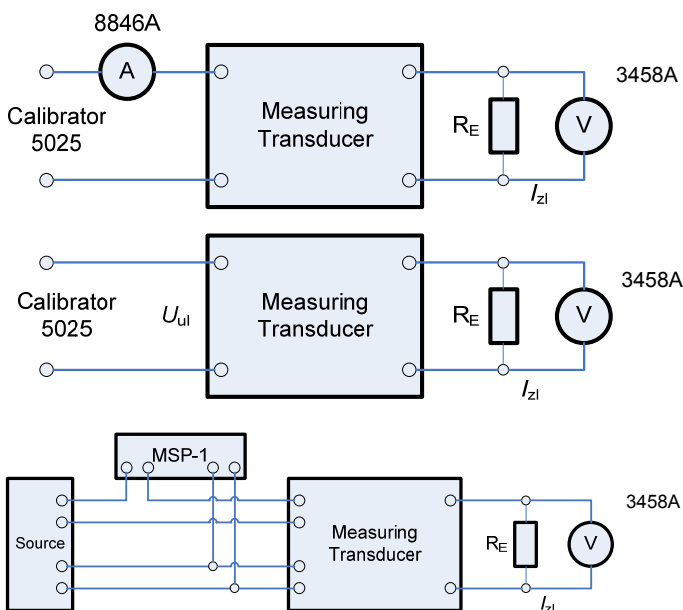 8846A
A
Calibrator
5025
Measuring
Transducer
RE
V
3458A
Izl
Calibrator
5025
Uul
Measuring
Transducer
RE
V
3458A
Izl
MSP-1
Source
Measuring
Transducer
RE
V
3458A
Izl